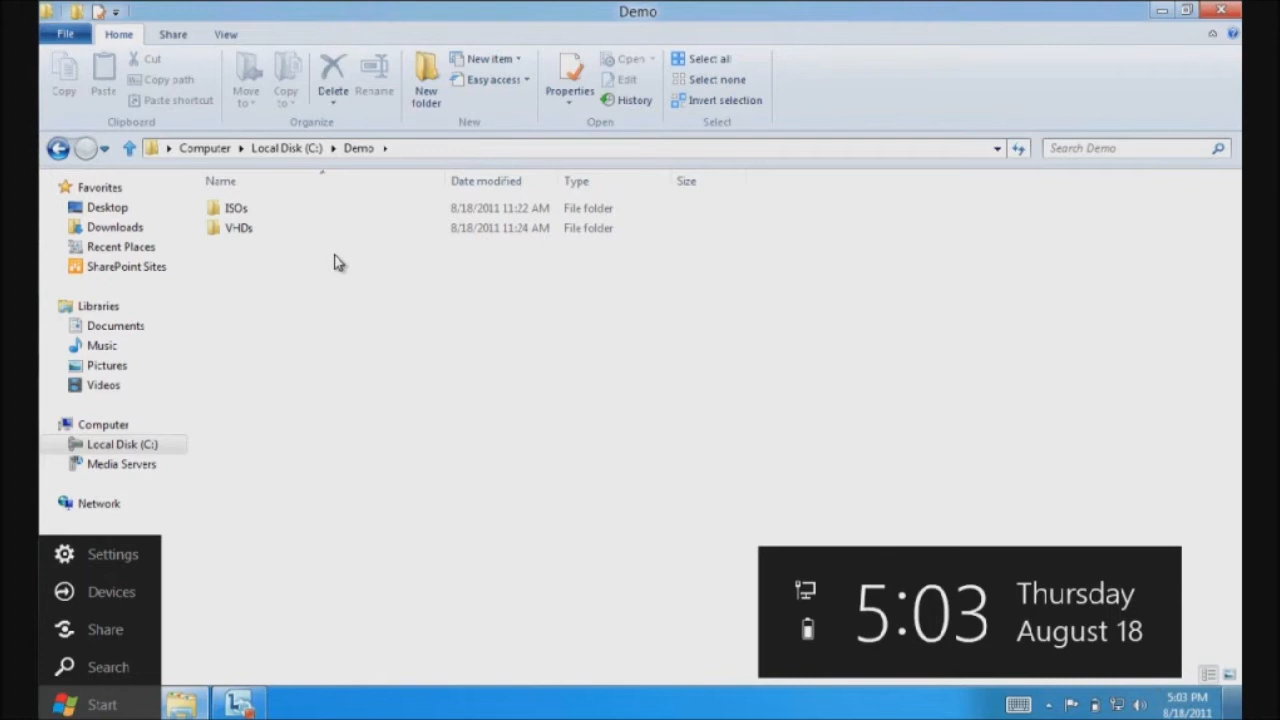 Demo
File Home Share View
Copy Paste Cut Copy path Paste shortcut Move to Copy to Delete Rename New folder New item Easy access Properties Open Edit History Select all Select none Invert selection
Clipboard Organize New Open Select
Computer Local Disk (C:) Demo Search Demo
Name Date modified Type Size
ISOs 8/18/2011 11:22 AM File folder
VHDs 8/18/2011 11:24 AM File folder
Favorites
Desktop
Downloads
Recent Places
SharePoint Sites
Libraries
Documents
Music
Pictures
Videos
Computer
Local Disk (C:)
Media Servers
Network
Settings
Devices
Share
Search
Start
5:03 Thursday
August 18
5:03 PM
8/18/2011